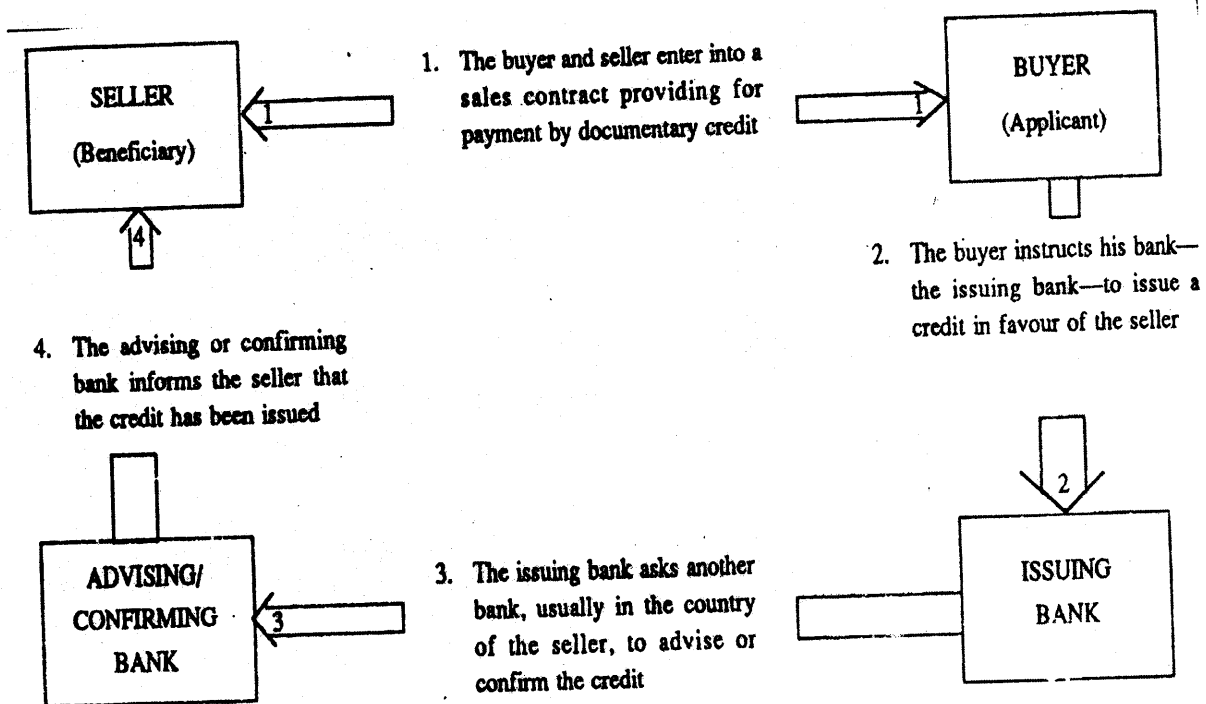 SELLER
(Beneficiary)
1
1. The buyer and seller enter into a
sales contract providing for
payment by documentary credit
1
BUYER
(Applicant)
4
2. The buyer instructs his bank—
the issuing bank—to issue a
credit in favour of the seller
4. The advising or confirming
bank informs the seller that
the credit has been issued
2
ADVISING/
CONFIRMING
BANK
3
3. The issuing bank asks another
bank, usually in the country
of the seller, to advise or
confirm the credit
ISSUING
BANK